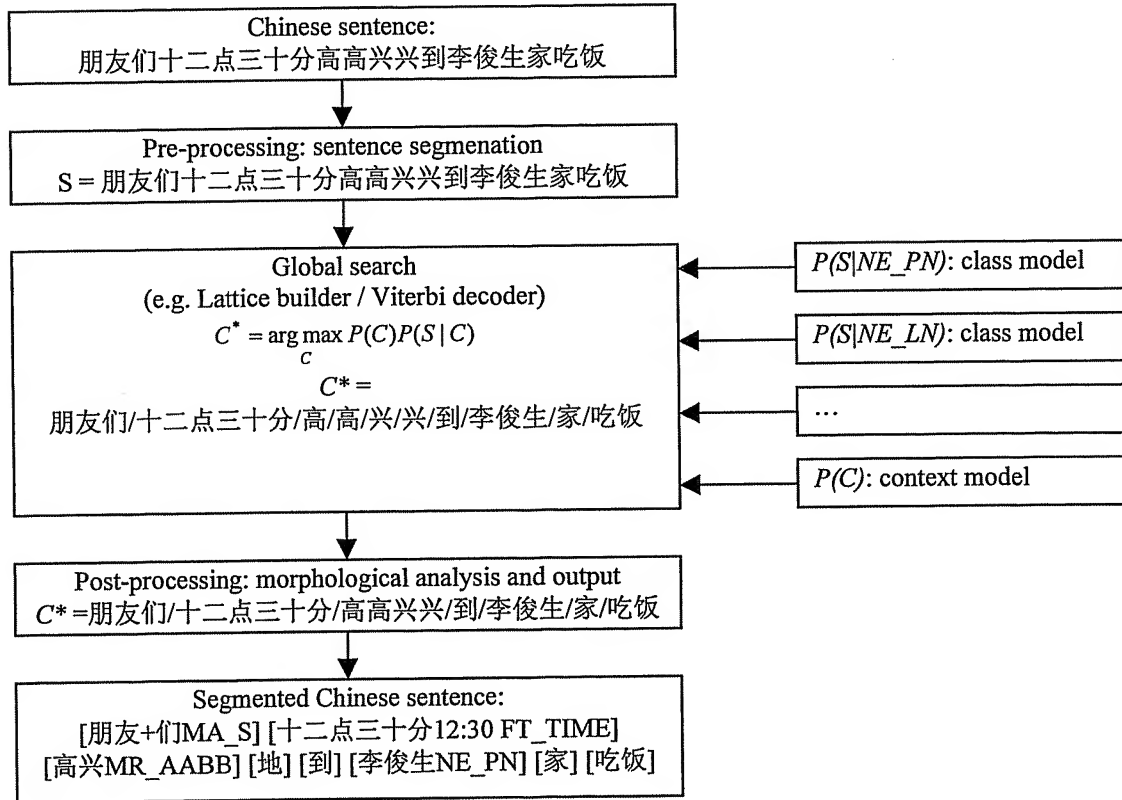 Chinese sentence:
朋友们十二点三十分高高兴兴到李俊生家吃饭
Pre-processing: sentence segmenation
S = 朋友们十二点三十分高高兴兴到李俊生家吃饭
Global search
(e.g. Lattice builder / Viterbi decoder)
C* = arg max P(C)P(S | C)
C
C* =
朋友们/十二点三十分/高/高/兴/兴/到/李俊生/家/吃饭
P(S|NE_PN): class model
P(S|NE_LN): class model
...
P(C): context model
Post-processing: morphological analysis and output
C* =朋友们/十二点三十分/高高兴兴/到/李俊生/家/吃饭
Segmented Chinese sentence:
[朋友+们MA_S] [十二点三十分12:30 FT_TIME]
[高兴MR_AABB] [地] [到] [李俊生NE_PN] [家] [吃饭]